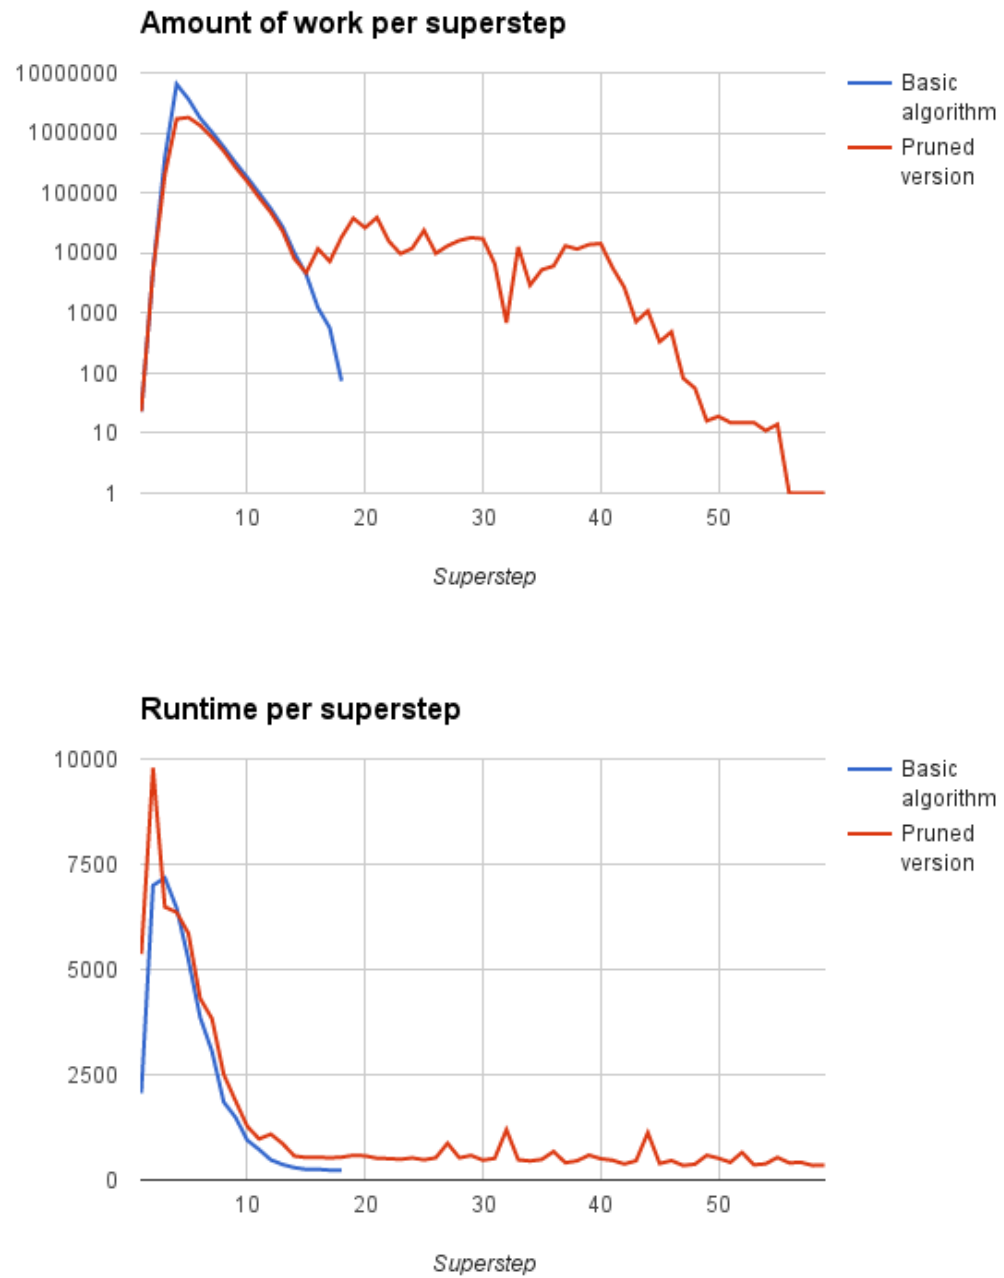 Amount of work per superstep
10000000
1000000
100000
10000
1000
100
10
1
10 20 30 40 50
Superstep
Basic
algorithm
Pruned
version
Runtime per superstep
10000
7500
5000
2500
0
10 20 30 40 50
Superstep
Basic
algorithm
Pruned
version